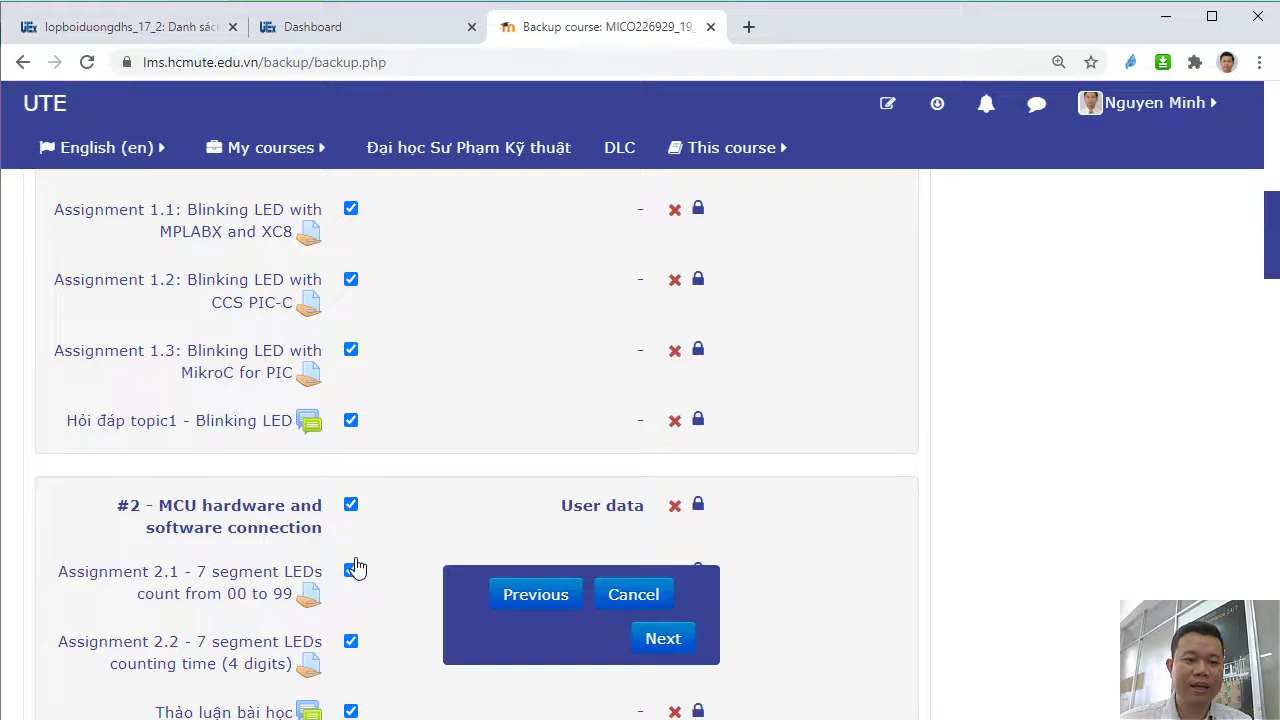 lopboiduongdhs_17_2: Danh sác
Dashboard
Backup course: MICO226929_19_
lms.hcmute.edu.vn/backup/backup.php
UTE
Nguyen Minh
English (en)
My courses
Đại học Sư Phạm Kỹ thuật
DLC
This course
Assignment 1.1: Blinking LED with
MPLABX and XC8
-
Assignment 1.2: Blinking LED with
CCS PIC-C
-
Assignment 1.3: Blinking LED with
MikroC for PIC
-
Hỏi đáp topic1 - Blinking LED
-
#2 - MCU hardware and
software connection
User data
Assignment 2.1 - 7 segment LEDs
count from 00 to 99
Previous
Cancel
Next
Assignment 2.2 - 7 segment LEDs
counting time (4 digits)
Thảo luận bài học
-